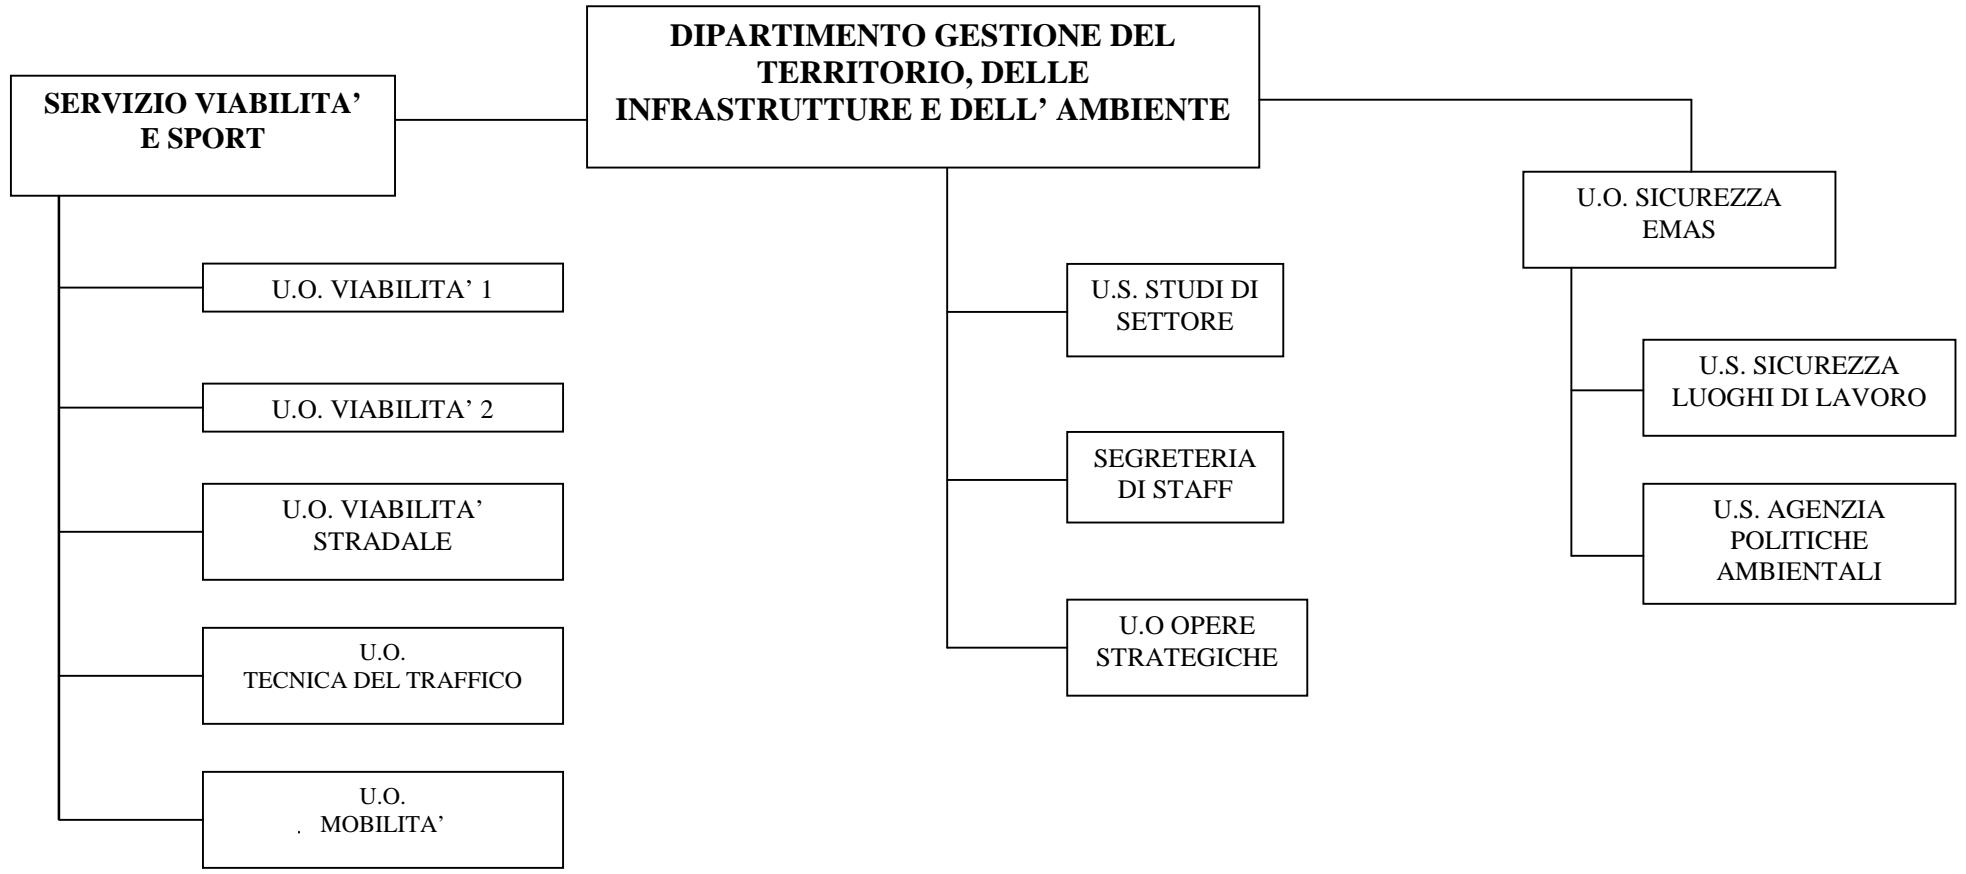 DIPARTIMENTO GESTIONE DEL
TERRITORIO, DELLE
INFRASTRUTTURE E DELL’ AMBIENTE
SERVIZIO VIABILITA’
E SPORT
U.O. VIABILITA’ 1
U.O. VIABILITA’ 2
U.O. VIABILITA’
STRADALE
U.O.
TECNICA DEL TRAFFICO
U.O.
. MOBILITA’
U.S. STUDI DI
SETTORE
SEGRETERIA
DI STAFF
U.O OPERE
STRATEGICHE
U.O. SICUREZZA
EMAS
U.S. SICUREZZA
LUOGHI DI LAVORO
U.S. AGENZIA
POLITICHE
AMBIENTALI